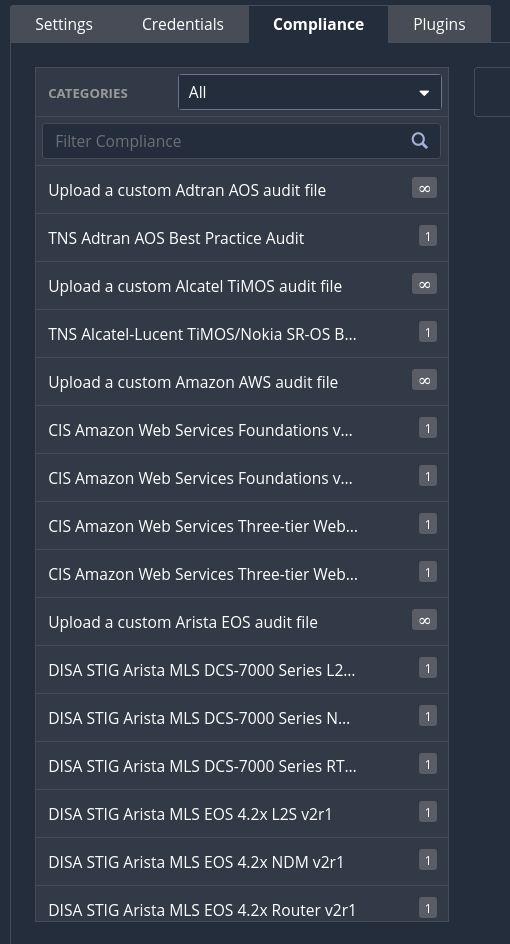 Settings Credentials Compliance Plugins
CATEGORIES All
Filter Compliance
Upload a custom Adtran AOS audit file ∞
TNS Adtran AOS Best Practice Audit 1
Upload a custom Alcatel TiMOS audit file ∞
TNS Alcatel-Lucent TiMOS/Nokia SR-OS B... 1
Upload a custom Amazon AWS audit file ∞
CIS Amazon Web Services Foundations v... 1
CIS Amazon Web Services Foundations v... 1
CIS Amazon Web Services Three-tier Web... 1
CIS Amazon Web Services Three-tier Web... 1
Upload a custom Arista EOS audit file ∞
DISA STIG Arista MLS DCS-7000 Series L2... 1
DISA STIG Arista MLS DCS-7000 Series N... 1
DISA STIG Arista MLS DCS-7000 Series RT... 1
DISA STIG Arista MLS EOS 4.2x L2S v2r1 1
DISA STIG Arista MLS EOS 4.2x NDM v2r1 1
DISA STIG Arista MLS EOS 4.2x Router v2r1 1